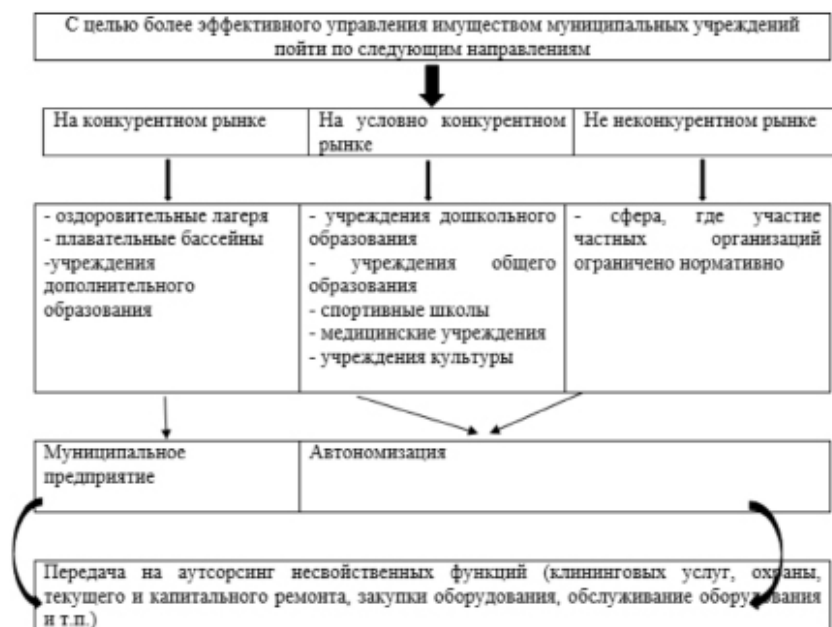 С целью более эффективного управления имуществом муниципальных учреждений
пойти по следующим направлениям
На конкурентном рынке
На условно конкурентном
рынке
Не неконкурентном рынке
- оздоровительные лагеря
- плавательные бассейны
-учреждения
дополнительного
образования
- учреждения дошкольного
образования
- учреждения общего
образования
- спортивные школы
- медицинские учреждения
- учреждения культуры
- сфера, где участие
частных организаций
ограничено нормативно
Муниципальное
предприятие
Автономизация
Передача на аутсорсинг несвойственных функций (клининговых услуг, охраны,
текущего и капитального ремонта, закупки оборудования, обслуживание оборудования
и т.п.)